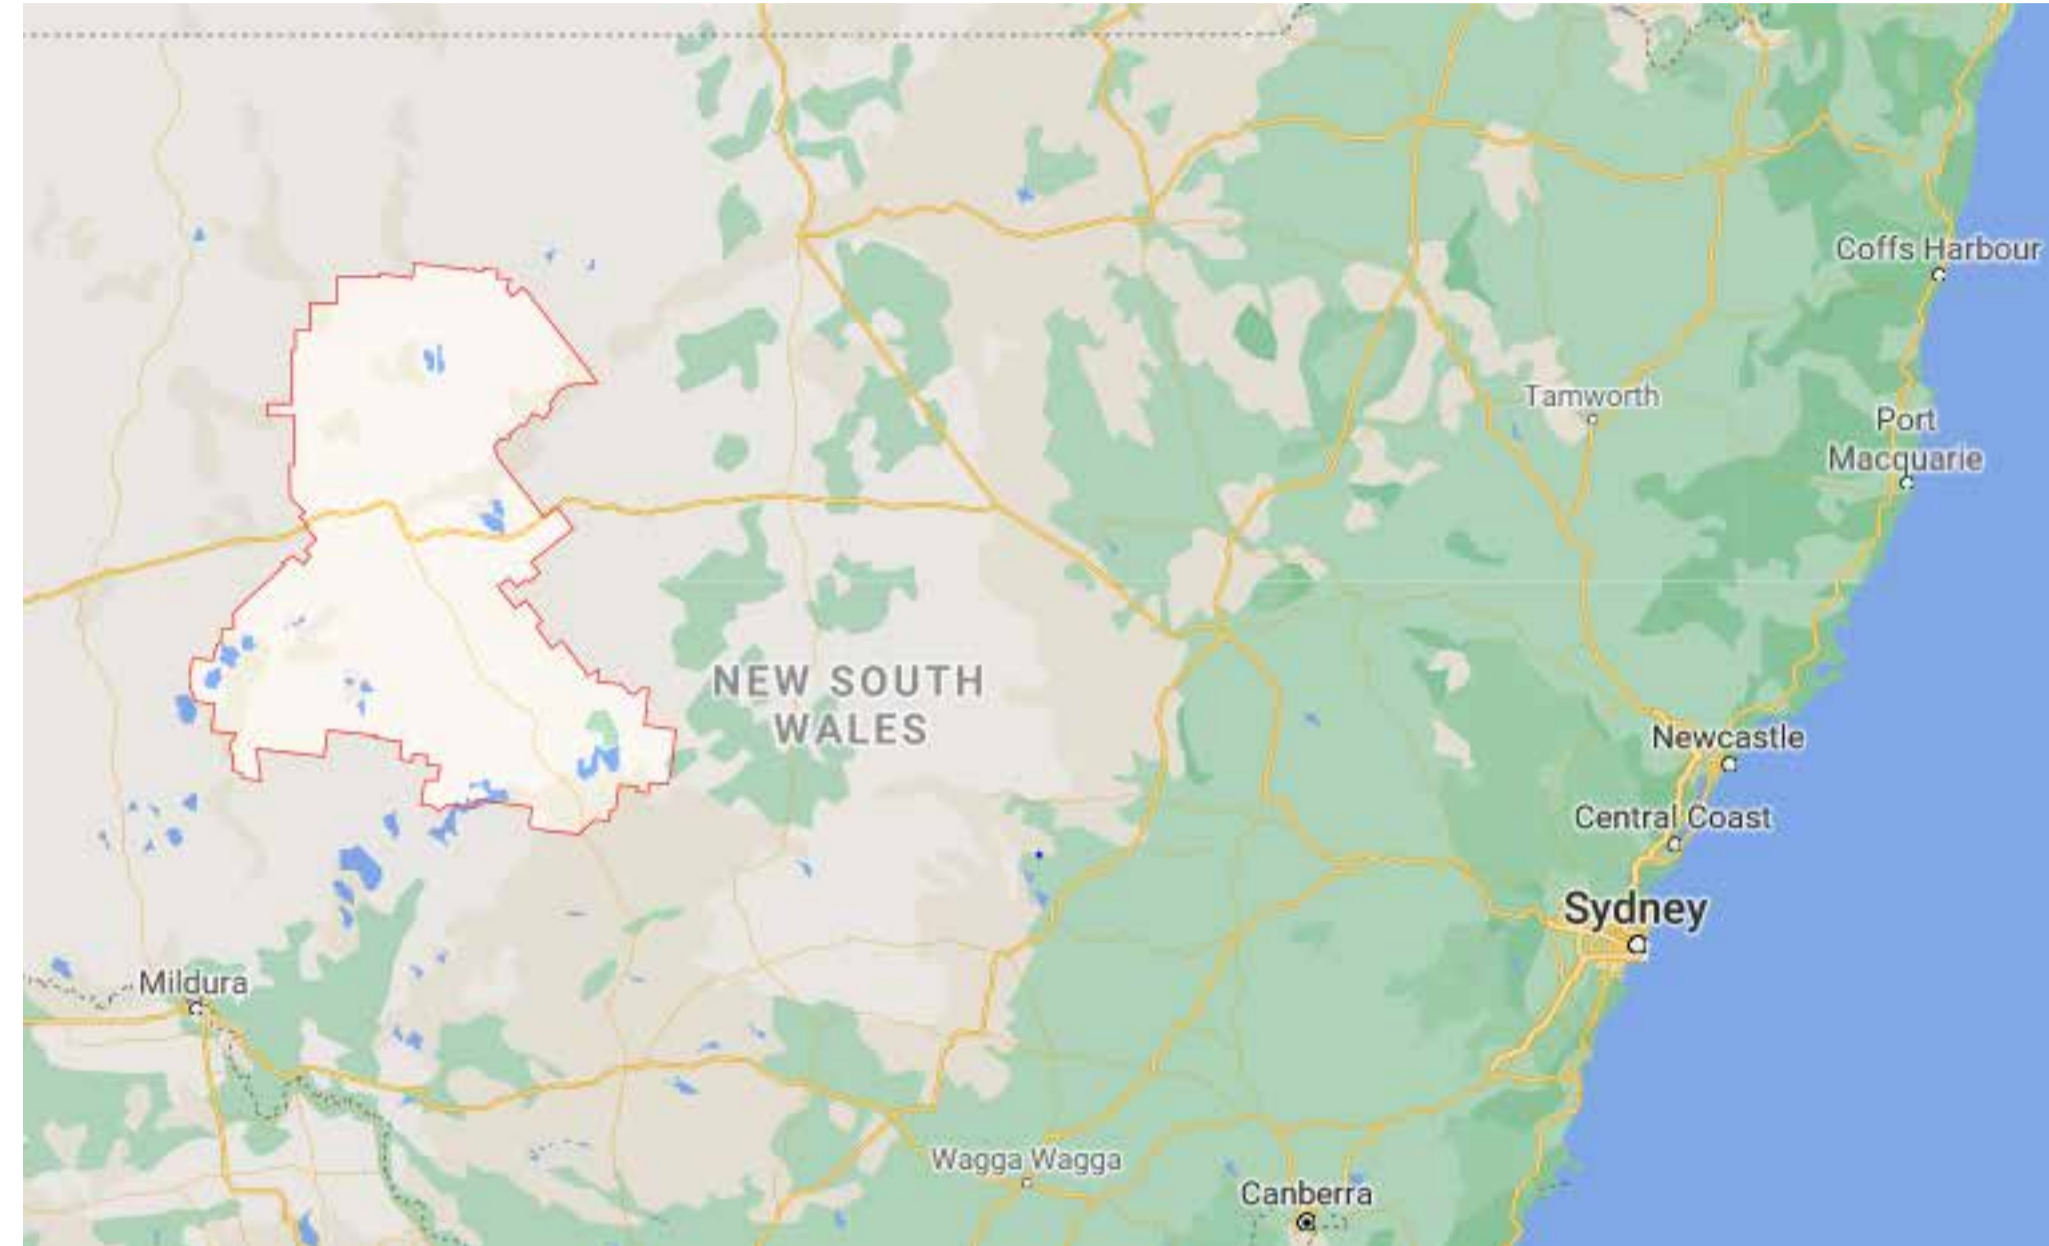 Coffs Harbour
Tamworth
Port
Macquarie
NEW SOUTH
WALES
Newcastle
Central Coast
Sydney
Mildura
Wagga Wagga
Canberra